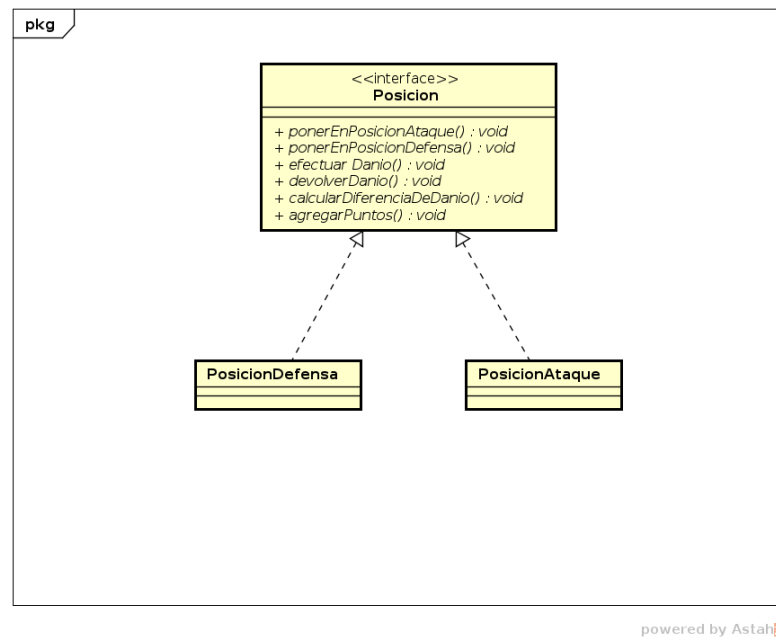 pkg
<<interface>>
Posicion
+ ponerEnPosicionAtaque() : void
+ ponerEnPosicionDefensa() : void
+ efectuar Danio() : void
+ devolverDanio() : void
+ calcularDiferenciaDeDanio() : void
+ agregarPuntos() : void
PosicionDefensa
PosicionAtaque
powered by Astah